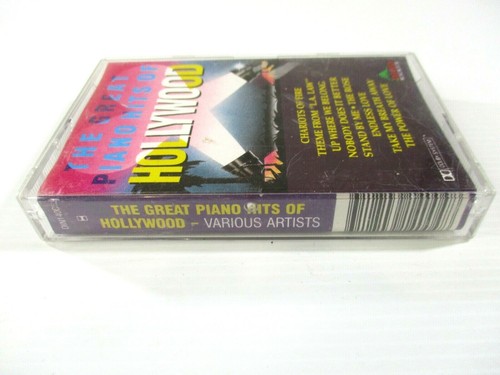 THE GREAT
PIANO HITS OF
HOLLYWOOD
CHARIOTS OF FIRE
THEME FROM "L.A. LAW"
UP WHERE WE BELONG
NOBODY DOES IT BETTER
STAND BY ME • THE ROSE
ENDLESS LOVE
TAKE MY BREATH AWAY
THE POWER OF LOVE
THE GREAT PIANO HITS OF
HOLLYWOOD – VARIOUS ARTISTS